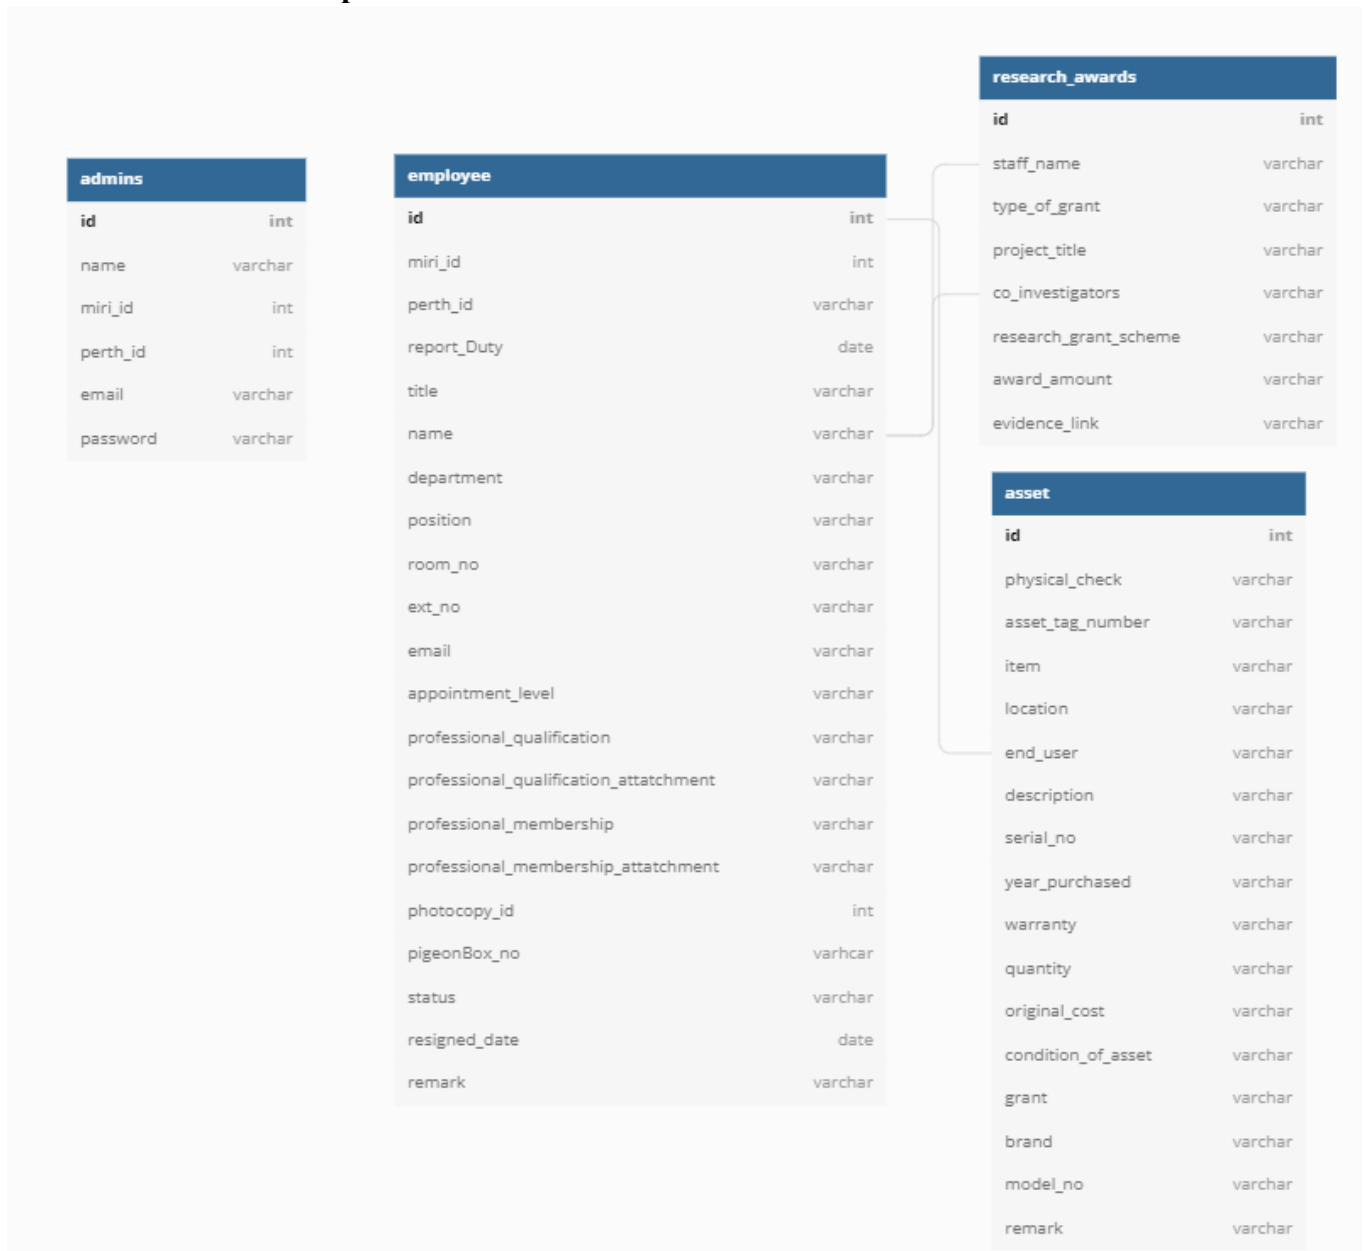 admins
id int
name varchar
miri_id int
perth_id int
email varchar
password varchar
employee
id int
miri_id int
perth_id varchar
report_Duty date
title varchar
name varchar
department varchar
position varchar
room_no varchar
ext_no varchar
email varchar
appointment_level varchar
professional_qualification varchar
professional_qualification_attatchment varchar
professional_membership varchar
professional_membership_attatchment varchar
photocopy_id int
pigeonBox_no varhcar
status varchar
resigned_date date
remark varchar
research_awards
id int
staff_name varchar
type_of_grant varchar
project_title varchar
co_investigators varchar
research_grant_scheme varchar
award_amount varchar
evidence_link varchar
asset
id int
physical_check varchar
asset_tag_number varchar
item varchar
location varchar
end_user varchar
description varchar
serial_no varchar
year_purchased varchar
warranty varchar
quantity varchar
original_cost varchar
condition_of_asset varchar
grant varchar
brand varchar
model_no varchar
remark varchar